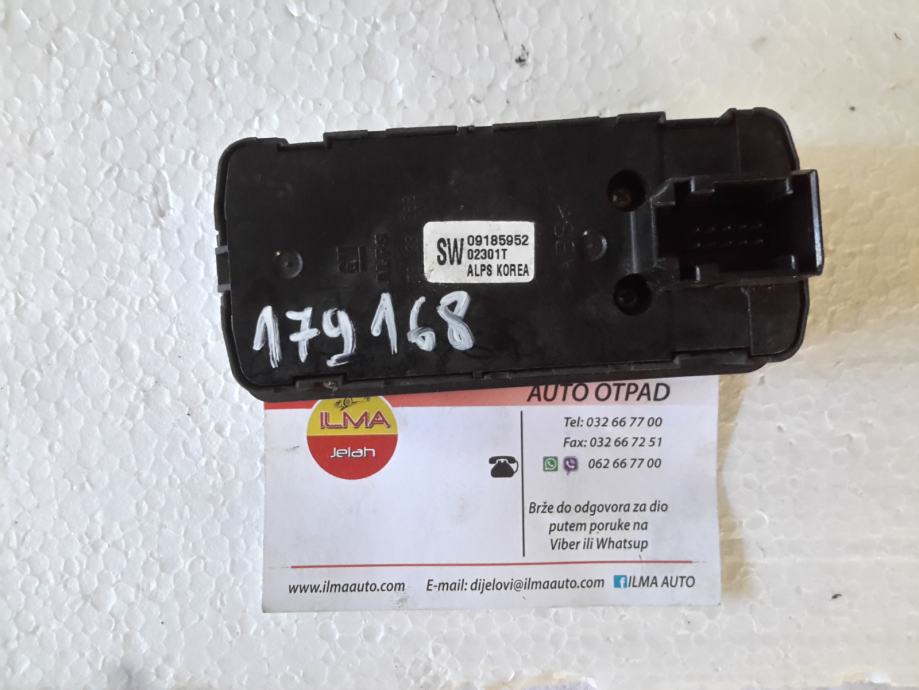 SW
09185952
02301T
ALPS KOREA
GM
179168
AUTO OTPAD
ILMA
Jelah
Tel: 032 66 77 00
Fax: 032 66 72 51
062 66 77 00
Brže do odgovora za dio
putem poruke na
Viber ili Whatsup
www.ilmaauto.com E-mail: dijelovi@ilmaauto.com f ILMA AUTO